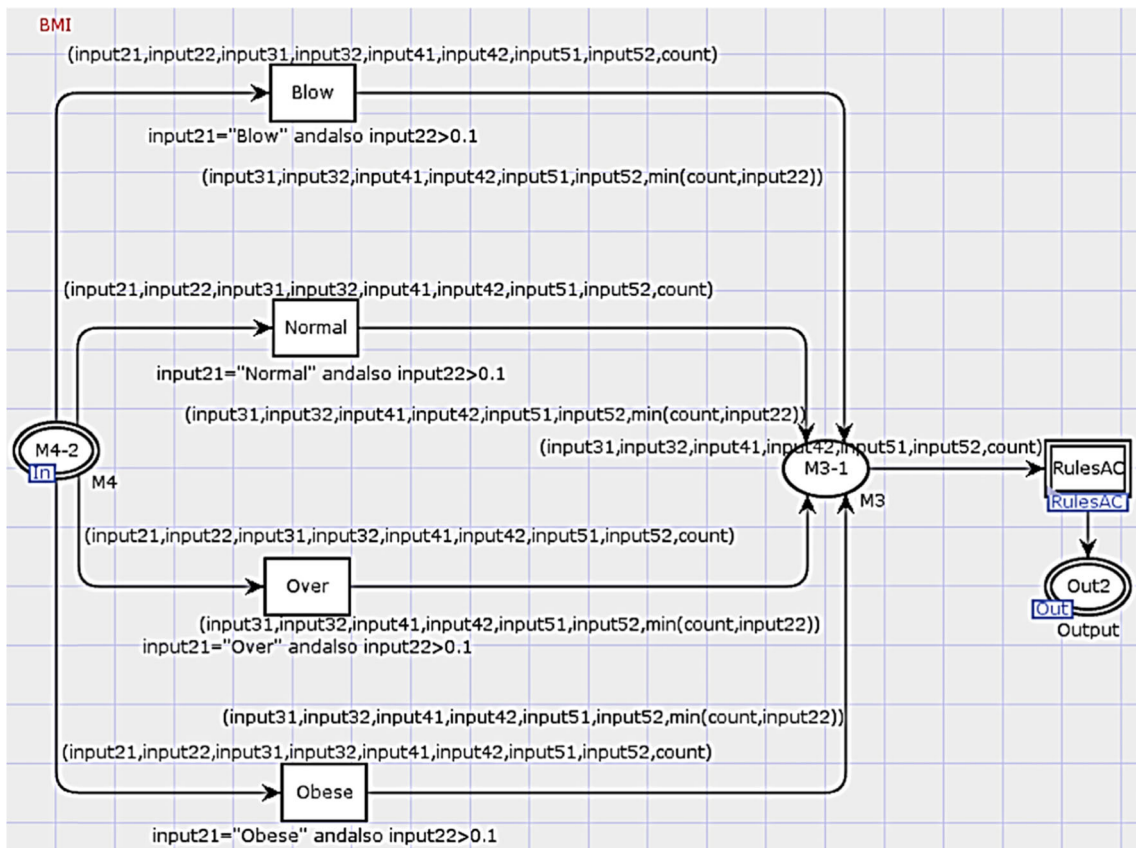 BMI
(input21,input22,input31,input32,input41,input42,input51,input52,count)
Blow
input21="Blow" andalso input22>0.1
(input31,input32,input41,input42,input51,input52,min(count,input22))
(input21,input22,input31,input32,input41,input42,input51,input52,count)
Normal
input21="Normal" andalso input22>0.1
(input31,input32,input41,input42,input51,input52,min(count,input22))
(input31,input32,input41,input42,input51,input52,count)
M4-2
In
M4
M3-1
M3
RulesAC
RulesAC
(input21,input22,input31,input32,input41,input42,input51,input52,count)
Over
Out2
Out
Output
(input31,input32,input41,input42,input51,input52,min(count,input22))
input21="Over" andalso input22>0.1
(input31,input32,input41,input42,input51,input52,min(count,input22))
(input21,input22,input31,input32,input41,input42,input51,input52,count)
Obese
input21="Obese" andalso input22>0.1